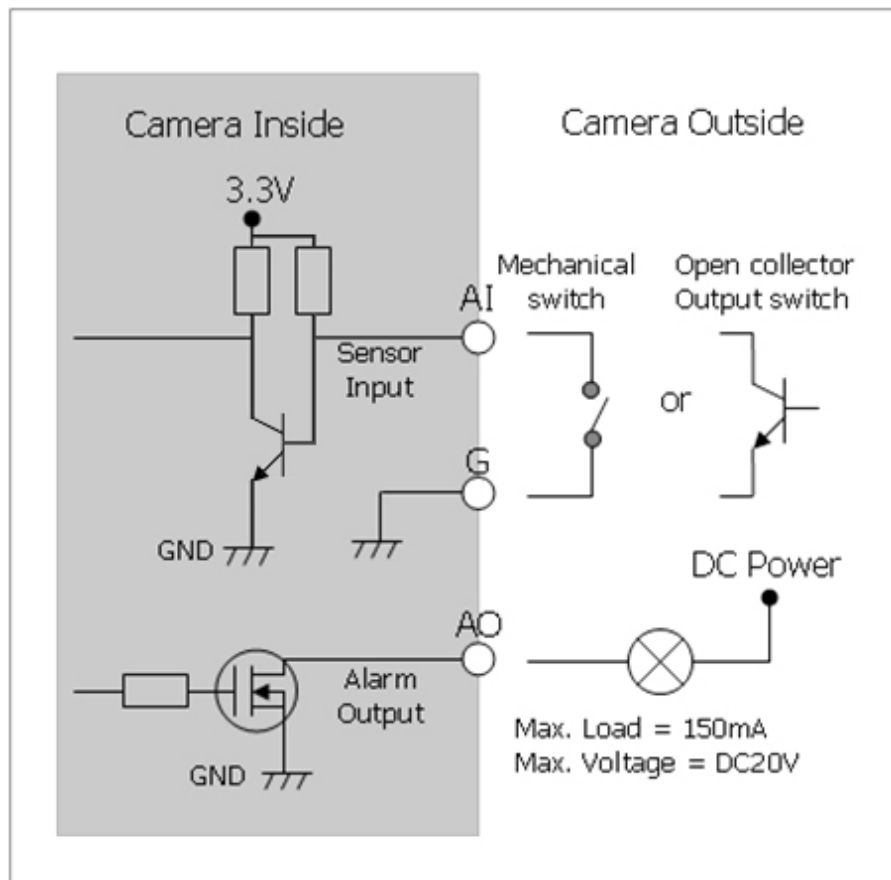 Camera Inside
Camera Outside
3.3V
Mechanical
switch
Open collector
Output switch
AI
Sensor
Input
or
G
GND
DC Power
AO
Alarm
Output
GND
Max. Load = 150mA
Max. Voltage = DC20V